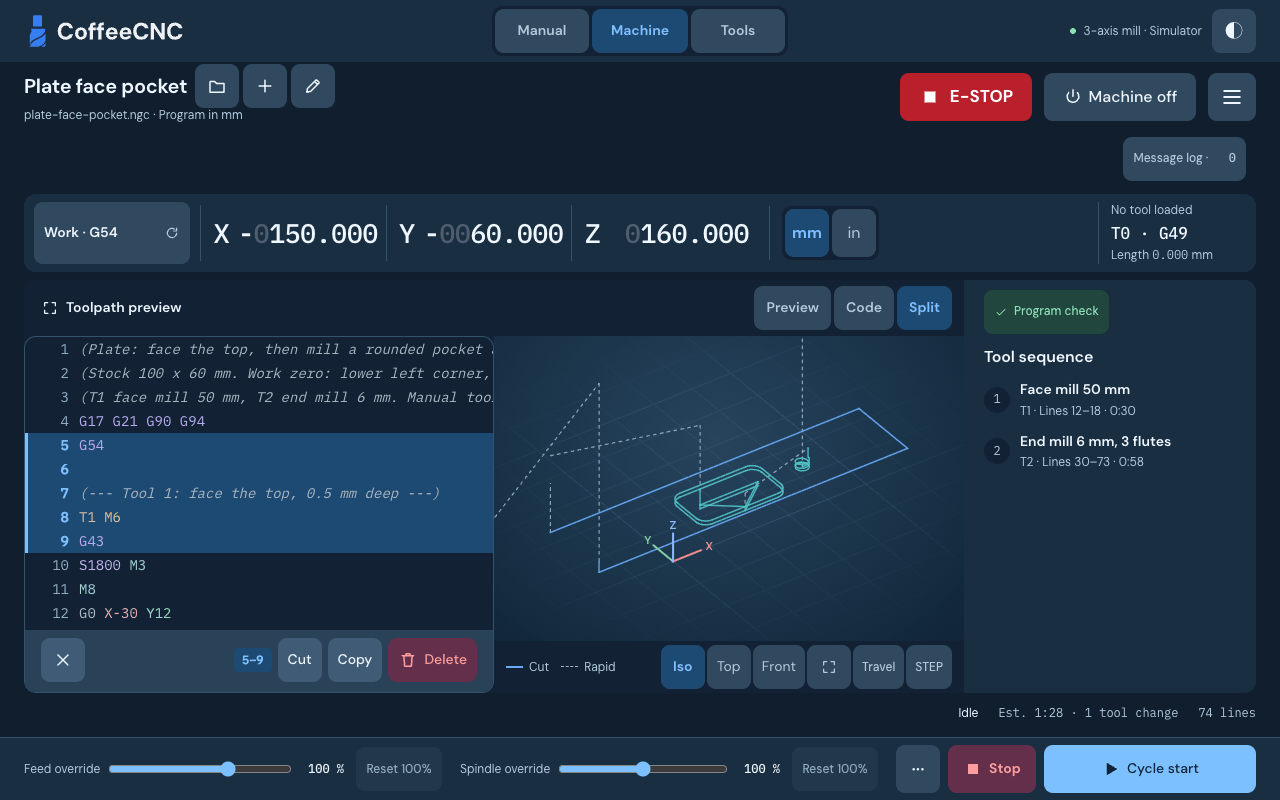 CoffeeCNC
Manual
Machine
Tools
3-axis mill · Simulator
Plate face pocket
plate-face-pocket.ngc · Program in mm
E-STOP
Machine off
Message log · 0
Work · G54
X -0150.000
Y -0060.000
Z 0160.000
mm
in
No tool loaded
T0 · G49
Length 0.000 mm
Toolpath preview
Preview
Code
Split
Program check
1 (Plate: face the top, then mill a rounded pocket
2 (Stock 100 x 60 mm. Work zero: lower left corner,
3 (T1 face mill 50 mm, T2 end mill 6 mm. Manual
4 G17 G21 G90 G94
5 G54
6
7 (--- Tool 1: face the top, 0.5 mm deep ---)
8 T1 M6
9 G43
10 S1800 M3
11 M8
12 G0 X-30 Y12
5–9
Cut
Copy
Delete
Z
Y
X
Cut
Rapid
Iso
Top
Front
Travel
STEP
Tool sequence
1 Face mill 50 mm
T1 · Lines 12–18 · 0:30
2 End mill 6 mm, 3 flutes
T2 · Lines 30–73 · 0:58
Idle
Est. 1:28 · 1 tool change
74 lines
Feed override
100 %
Reset 100%
Spindle override
100 %
Reset 100%
...
Stop
Cycle start